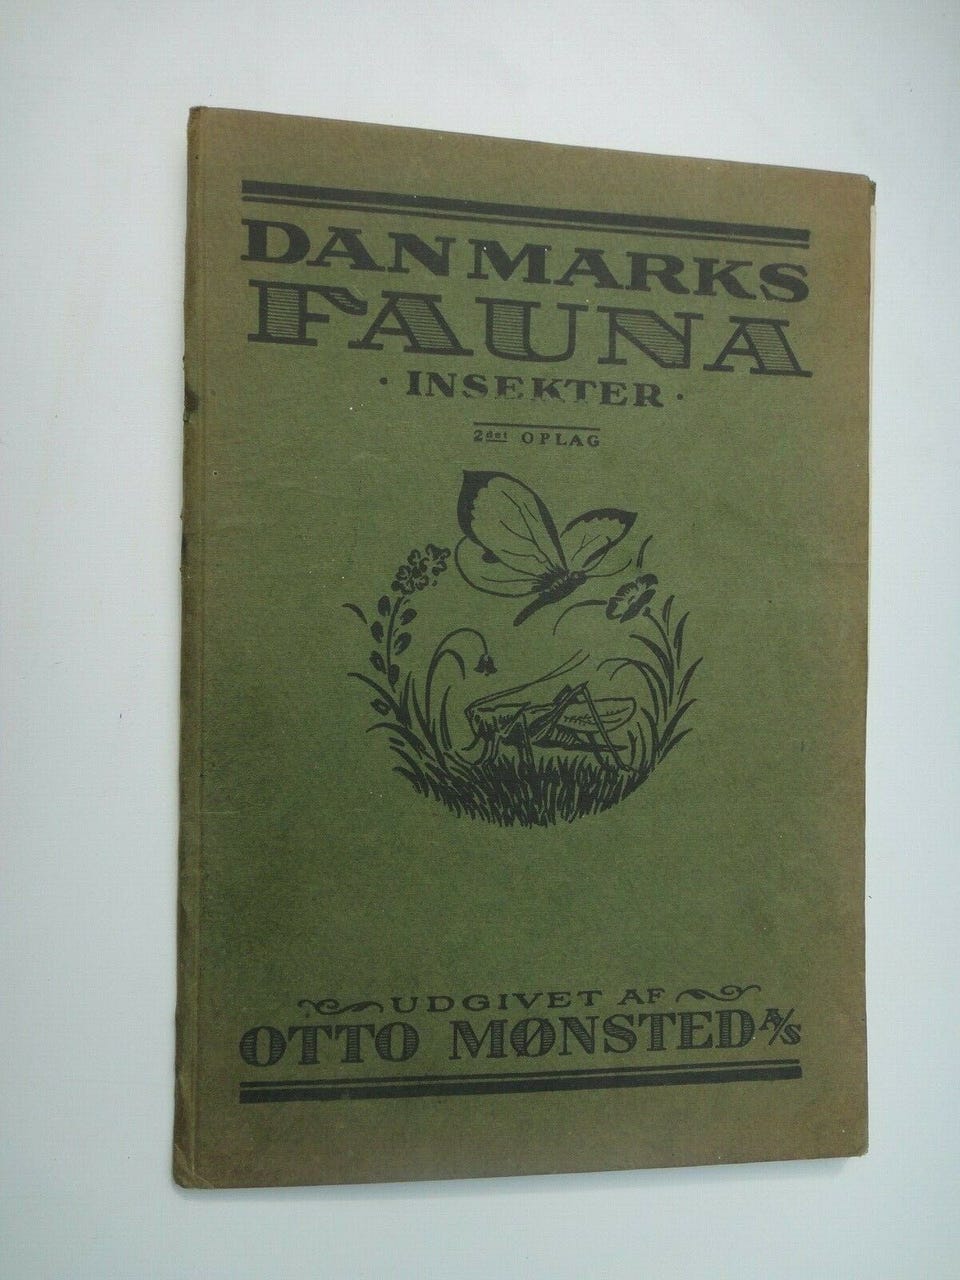 DANMARKS
FAUNA
· INSEKTER ·
2det OPLAG
UDGIVET AF
OTTO MØNSTED A/S